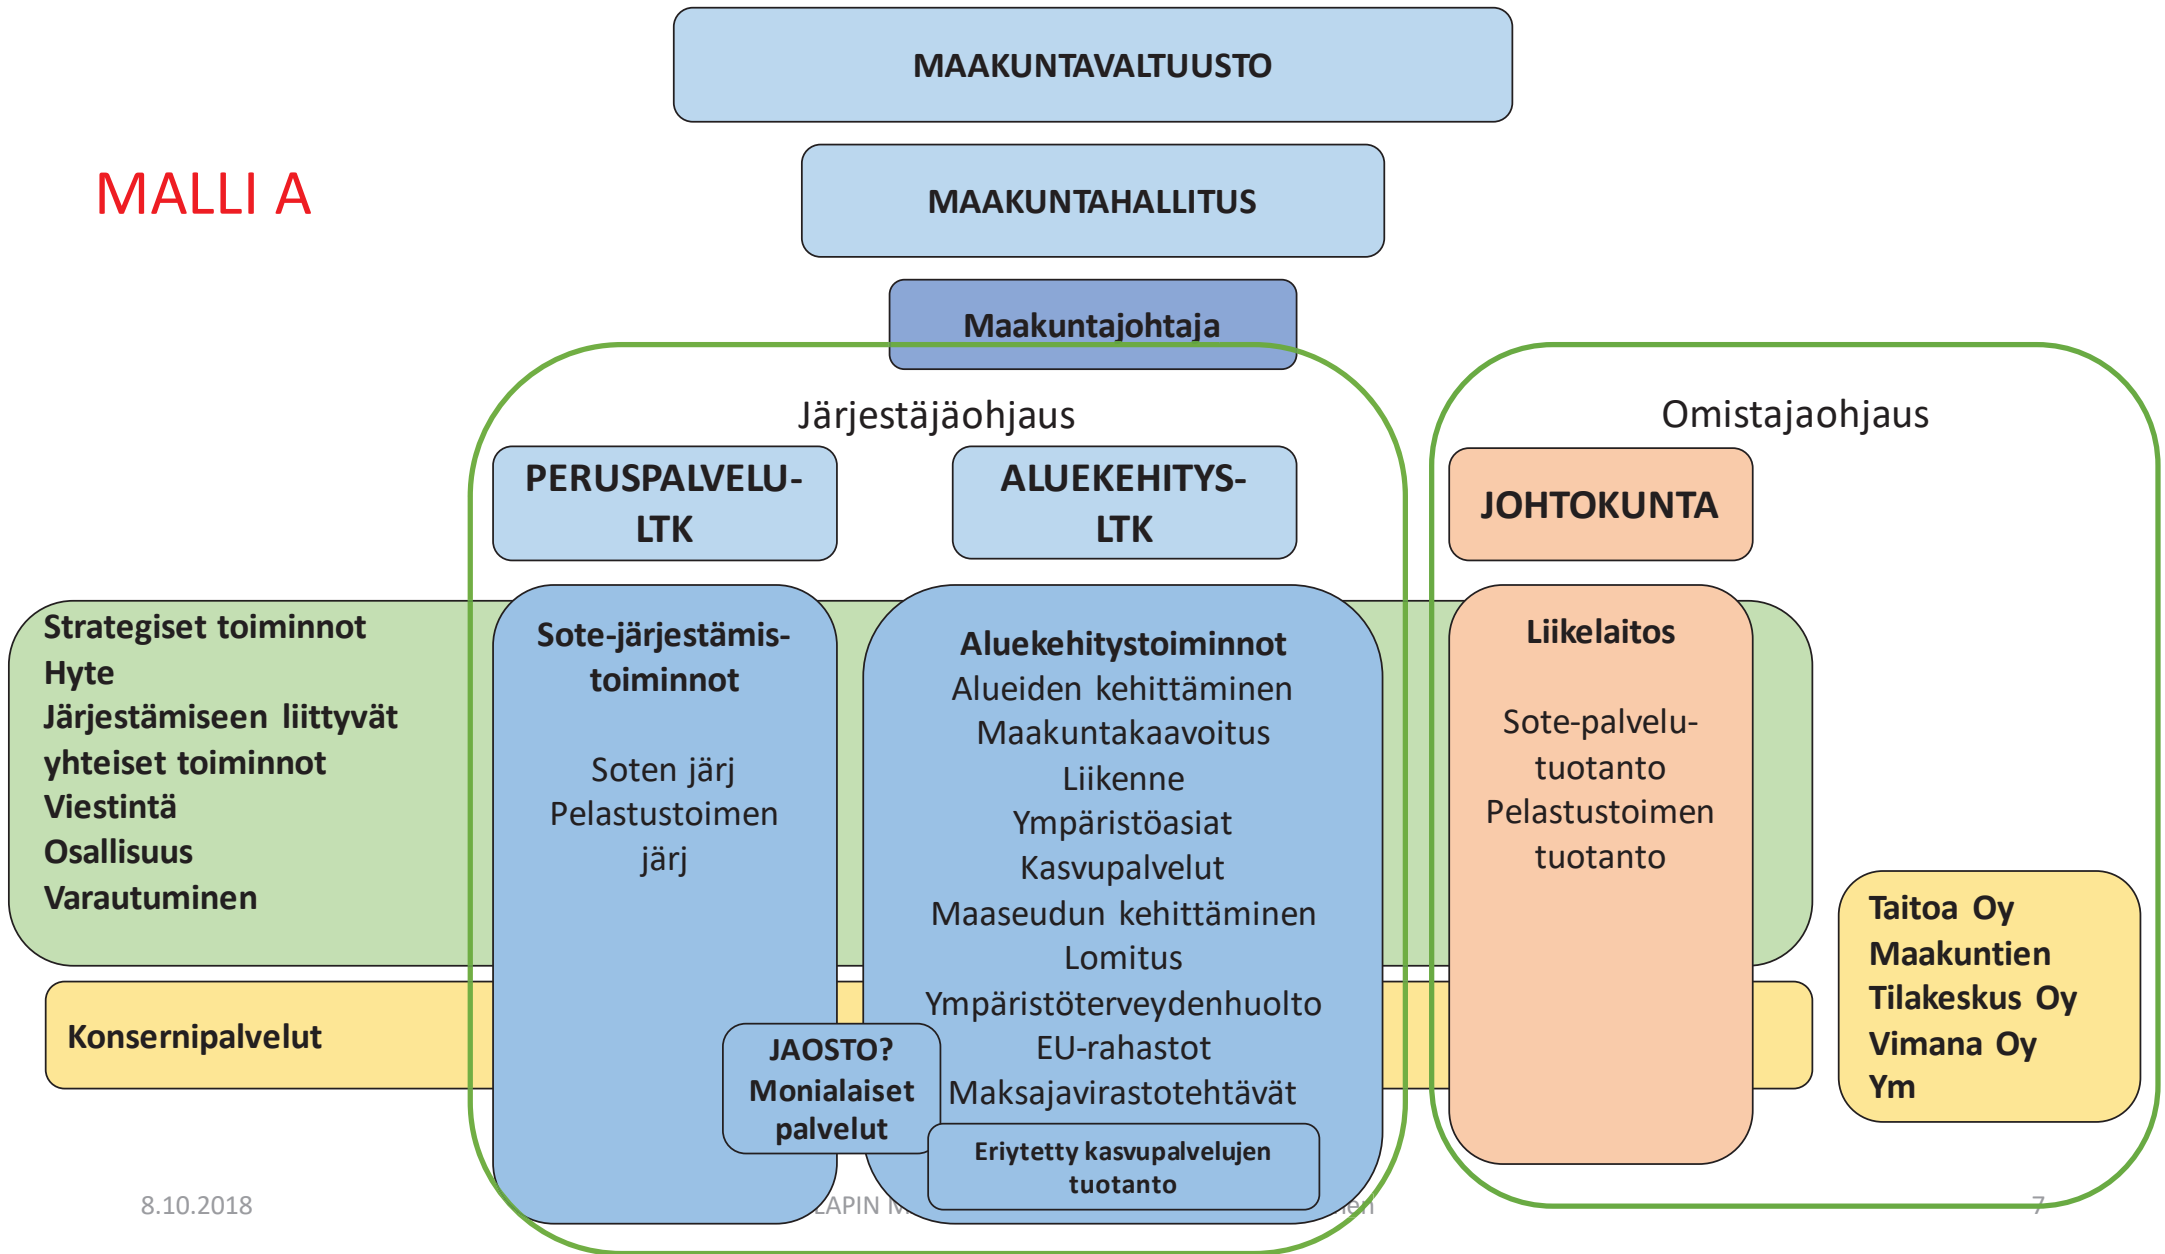 MAAKUNTAVALTUUSTO
MALLI A
MAAKUNTAHALLITUS
Maakuntajohtaja
Järjestäjäohjaus
Omistajaohjaus
PERUSPALVELU-
LTK
ALUEKEHITYS-
LTK
JOHTOKUNTA
Strategiset toiminnot
Hyte
Järjestämiseen liittyvät
yhteiset toiminnot
Viestintä
Osallisuus
Varautuminen
Sote-järjestämis-
toiminnot
Soten järj
Pelastustoimen
järj
Aluekehitystoiminnot
Alueiden kehittäminen
Maakuntakaavoitus
Liikenne
Ympäristöasiat
Kasvupalvelut
Maaseudun kehittäminen
Lomitus
Ympäristöterveydenhuolto
EU-rahastot
Maksajavirastotehtävät
Liikelaitos
Sote-palvelu-
tuotanto
Pelastustoimen
tuotanto
Taitoa Oy
Maakuntien
Tilakeskus Oy
Vimana Oy
Ym
Konsernipalvelut
JAOSTO?
Monialaiset
palvelut
Eriytetty kasvupalvelujen
tuotanto
8.10.2018
LAPIN
7